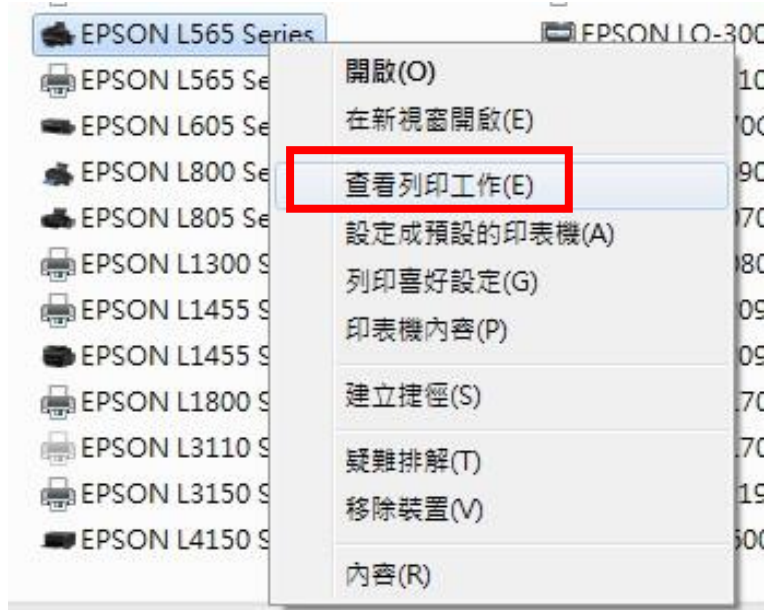 EPSON L565 Series
EPSON LQ-300
EPSON L565 Se
EPSON L605 Se
EPSON L800 Se
EPSON L805 Se
EPSON L1300 S
EPSON L1455 S
EPSON L1455 S
EPSON L1800 S
EPSON L3110 S
EPSON L3150 S
EPSON L4150 S
開啟(O)
在新視窗開啟(E)
查看列印工作(E)
設定成預設的印表機(A)
列印喜好設定(G)
印表機內容(P)
建立捷徑(S)
疑難排解(T)
移除裝置(V)
內容(R)